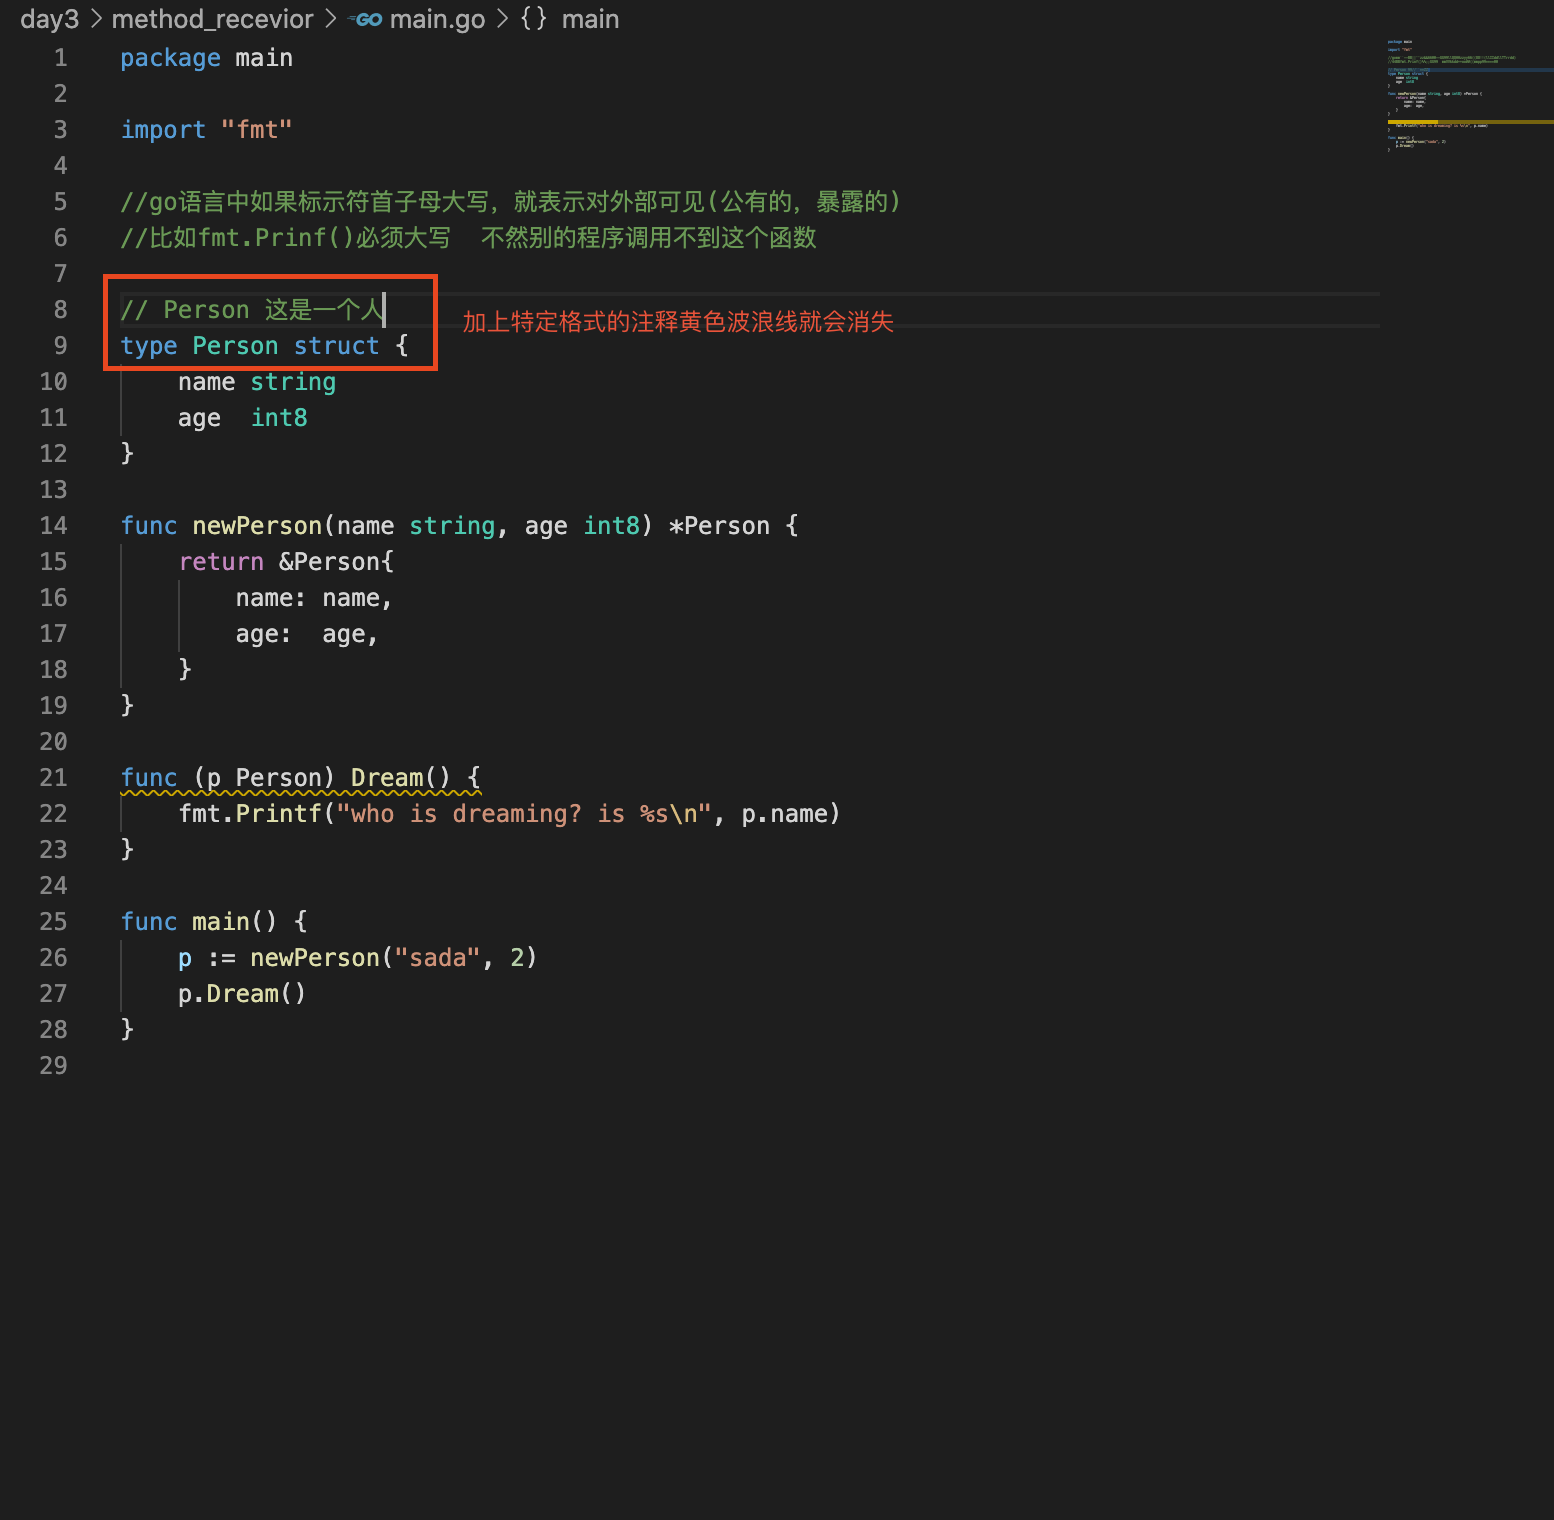 day3 > method_recevior > GO main.go > {} main
1 package main
2
3 import "fmt"
4
5 //go语言中如果标示符首子母大写，就表示对外部可见(公有的，暴露的)
6 //比如fmt.Prinf()必须大写  不然别的程序调用不到这个函数
7
8 // Person 这是一个人
加上特定格式的注释黄色波浪线就会消失
9 type Person struct {
10     name string
11     age  int8
12 }
13
14 func newPerson(name string, age int8) *Person {
15     return &Person{
16         name: name,
17         age:  age,
18     }
19 }
20
21 func (p Person) Dream() {
22     fmt.Printf("who is dreaming? is %s\n", p.name)
23 }
24
25 func main() {
26     p := newPerson("sada", 2)
27     p.Dream()
28 }
29